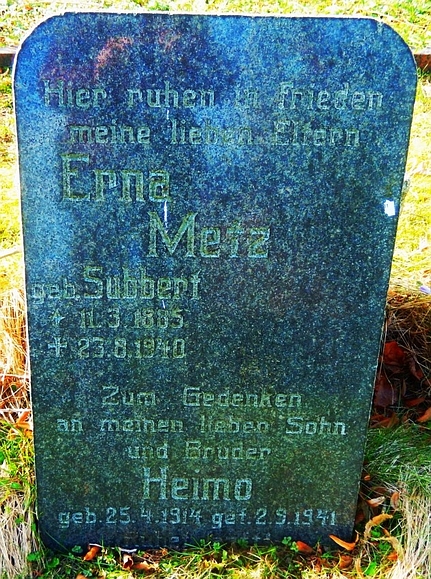 Hier ruhen in Frieden
meine lieben Eltern
Erna
Metz
geb. Subbert
† 11.3.1885
† 23.8.1940
Zum Gedenken
an meinen lieben Sohn
und Bruder
Heimo
geb. 25.4.1914 gef. 2.9.1941